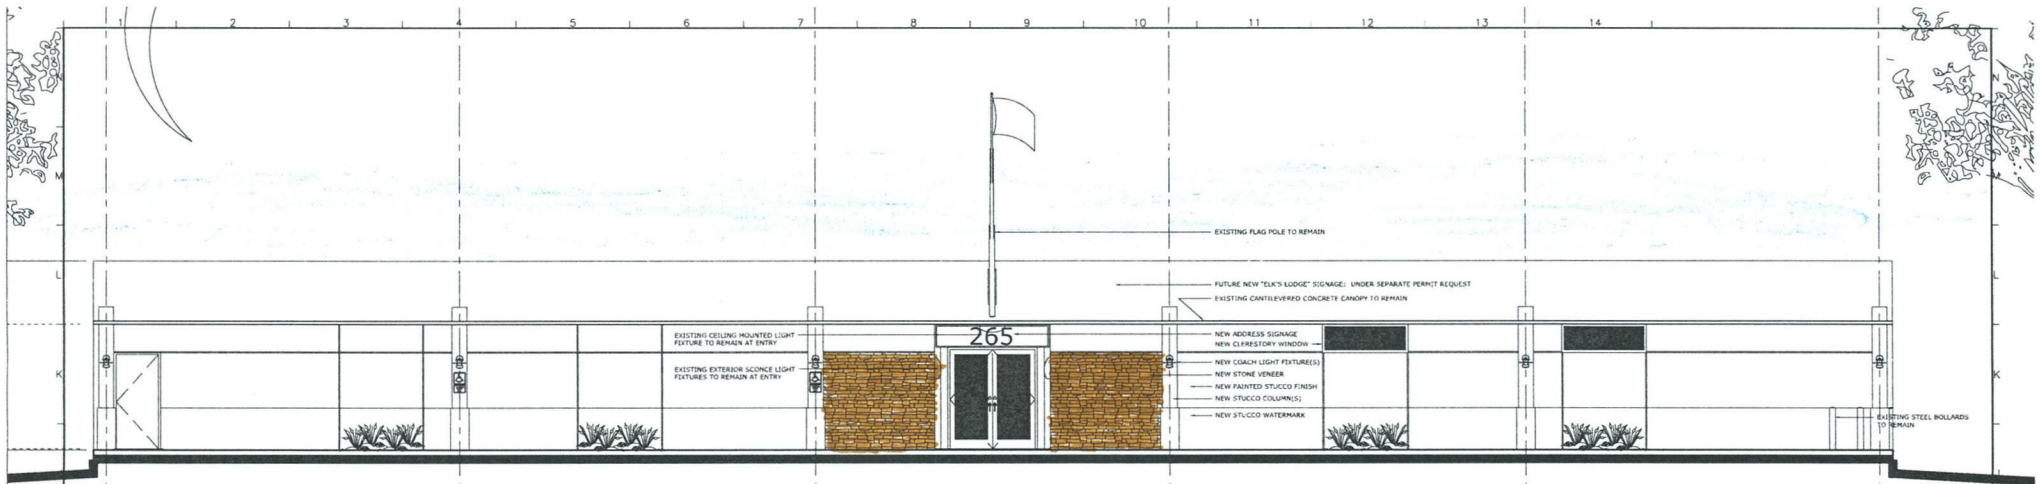 1 2 3 4 5 6 7 8 9 10 11 12 13 14
N N
M M
EXISTING FLAG POLE TO REMAIN
L L
FUTURE NEW "ELK'S LODGE" SIGNAGE: UNDER SEPARATE PERMIT REQUEST
EXISTING CANTILEVERED CONCRETE CANOPY TO REMAIN
EXISTING CEILING MOUNTED LIGHT
FIXTURE TO REMAIN AT ENTRY
265
NEW ADDRESS SIGNAGE
NEW CLERESTORY WINDOW
EXISTING EXTERIOR SCONCE LIGHT
FIXTURES TO REMAIN AT ENTRY
NEW COACH LIGHT FIXTURE(S)
NEW STONE VENEER
NEW PAINTED STUCCO FINISH
NEW STUCCO COLUMN(S)
NEW STUCCO WATERMARK
K K
EXISTING STEEL BOLLARDS
TO REMAIN